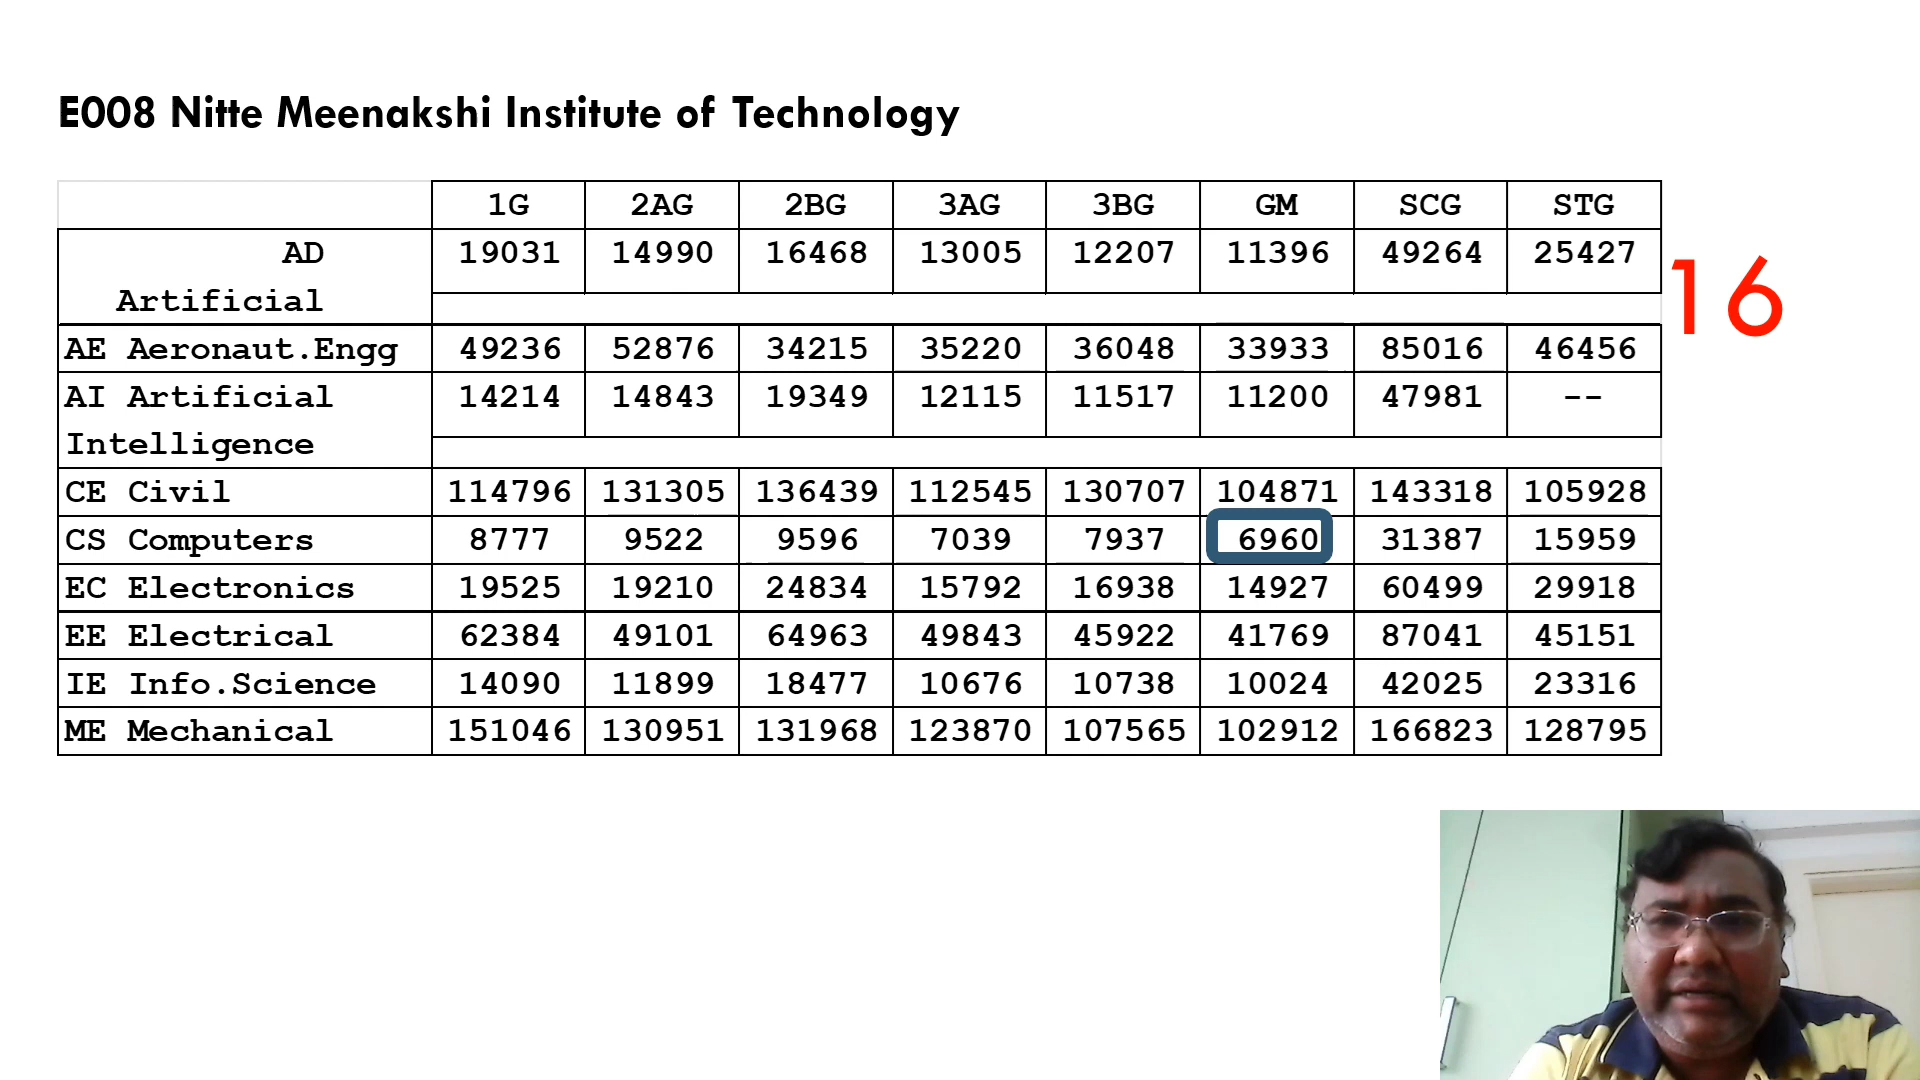 E008 Nitte Meenakshi Institute of Technology
1G 2AG 2BG 3AG 3BG GM SCG STG
AD Artificial 19031 14990 16468 13005 12207 11396 49264 25427
16
AE Aeronaut.Engg 49236 52876 34215 35220 36048 33933 85016 46456
AI Artificial Intelligence 14214 14843 19349 12115 11517 11200 47981 --
CE Civil 114796 131305 136439 112545 130707 104871 143318 105928
CS Computers 8777 9522 9596 7039 7937 6960 31387 15959
EC Electronics 19525 19210 24834 15792 16938 14927 60499 29918
EE Electrical 62384 49101 64963 49843 45922 41769 87041 45151
IE Info.Science 14090 11899 18477 10676 10738 10024 42025 23316
ME Mechanical 151046 130951 131968 123870 107565 102912 166823 128795